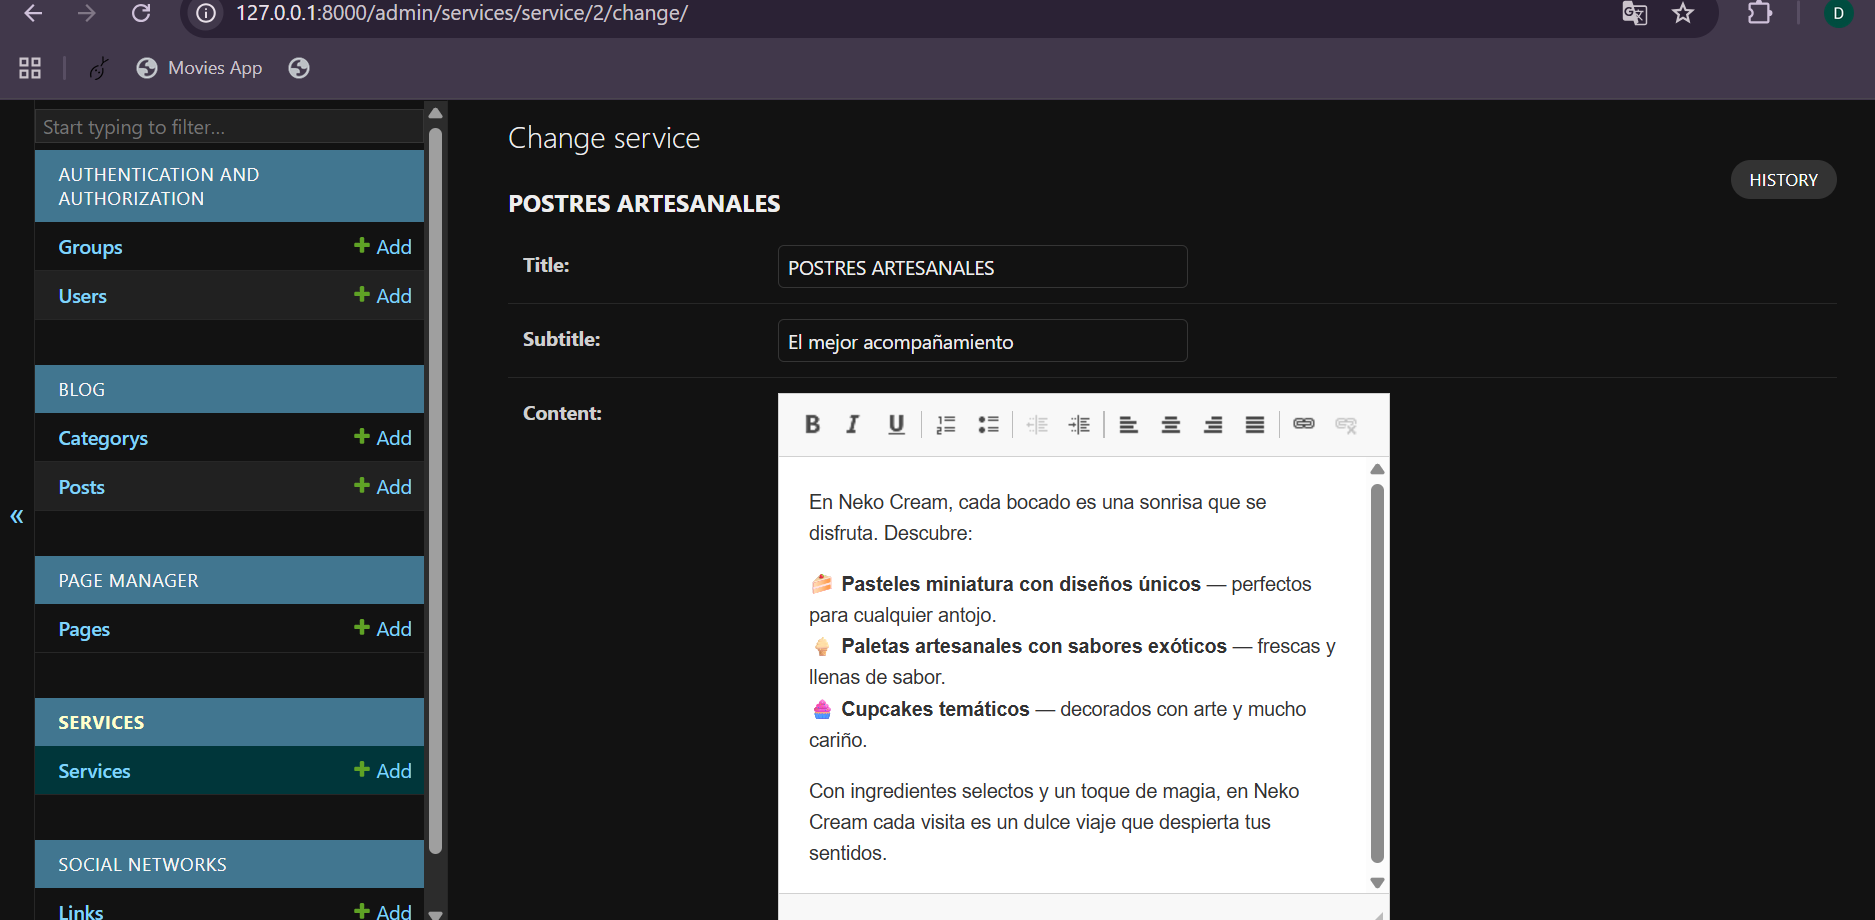 127.0.0.1:8000/admin/services/service/2/change/
D
Movies App
Start typing to filter...
AUTHENTICATION AND
AUTHORIZATION
Groups
Add
Users
Add
BLOG
Categorys
Add
Posts
Add
«
PAGE MANAGER
Pages
Add
SERVICES
Services
Add
SOCIAL NETWORKS
Links
Add
Change service
HISTORY
POSTRES ARTESANALES
Title:
POSTRES ARTESANALES
Subtitle:
El mejor acompañamiento
Content:
B I U
En Neko Cream, cada bocado es una sonrisa que se
disfruta. Descubre:
🍰 Pasteles miniatura con diseños únicos — perfectos
para cualquier antojo.
🍦 Paletas artesanales con sabores exóticos — frescas y
llenas de sabor.
🧁 Cupcakes temáticos — decorados con arte y mucho
cariño.
Con ingredientes selectos y un toque de magia, en Neko
Cream cada visita es un dulce viaje que despierta tus
sentidos.